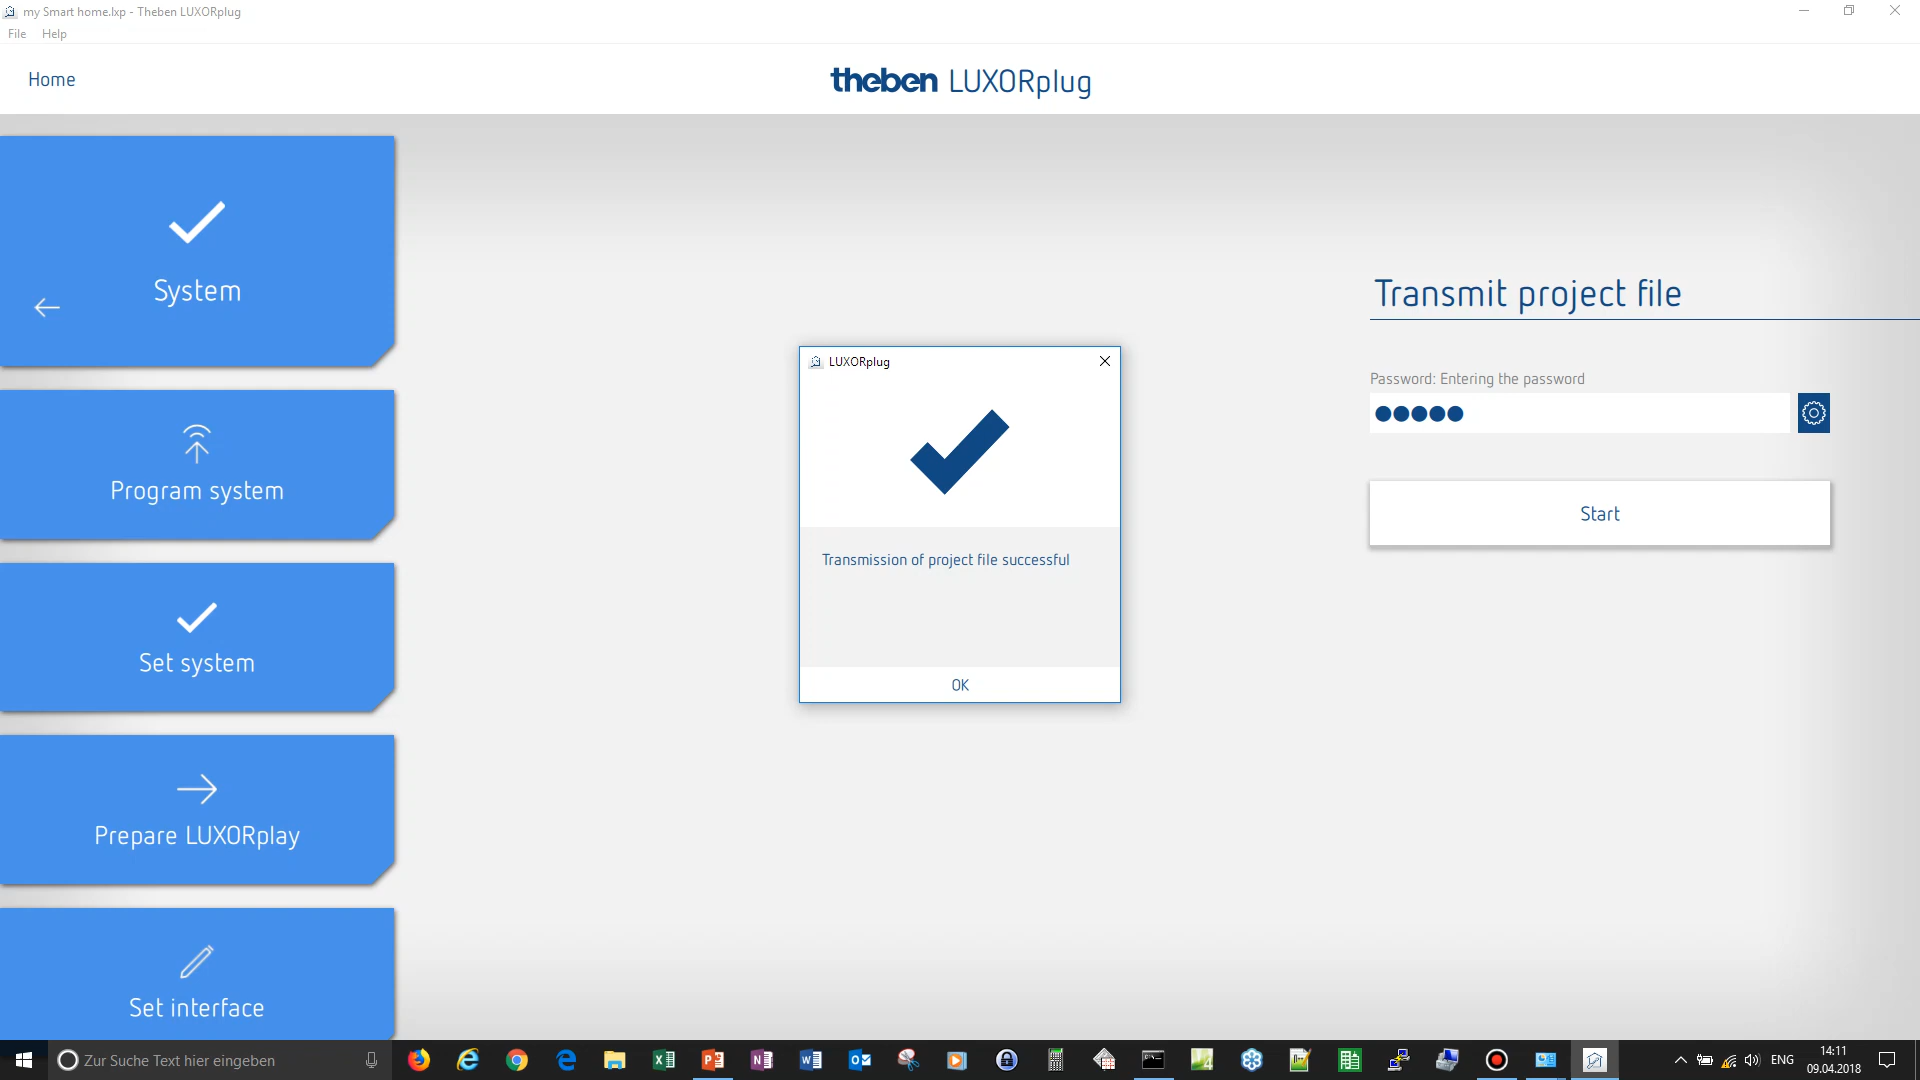 my Smart home.lxp - Theben LUXORplug
File Help
Home
theben LUXORplug
System
Program system
Set system
Prepare LUXORplay
Set interface
Transmit project file
Password: Entering the password
Start
LUXORplug
Transmission of project file successful
OK
Zur Suche Text hier eingeben
ENG
14:11
09.04.2018